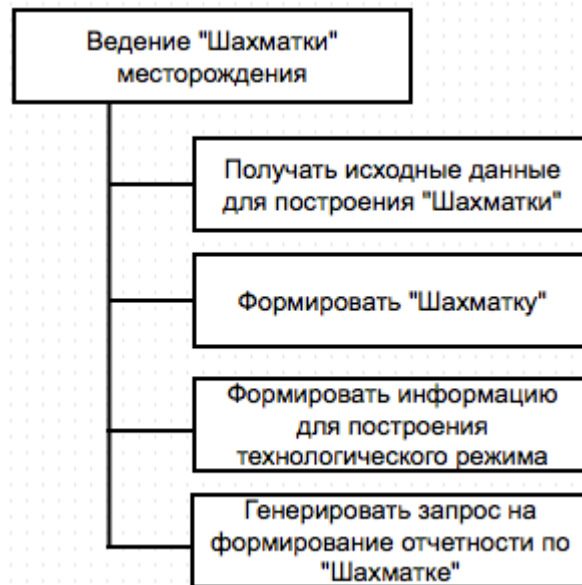 Ведение "Шахматки"
месторождения
Получать исходные данные
для построения "Шахматки"
Формировать "Шахматку"
Формировать информацию
для построения
технологического режима
Генерировать запрос на
формирование отчетности по
"Шахматке"